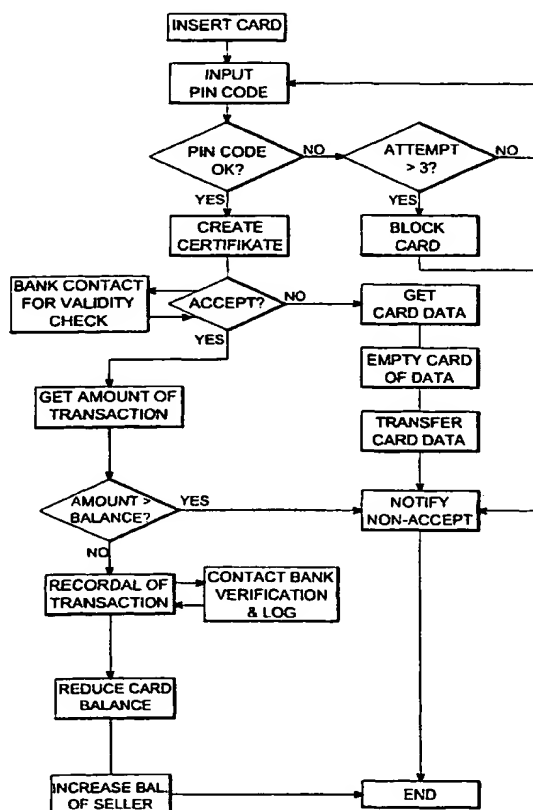 INSERT CARD
INPUT
PIN CODE
PIN CODE
OK?
NO
ATTEMPT
> 3?
NO
YES
YES
CREATE
CERTIFIKATE
BLOCK
CARD
BANK CONTACT
FOR VALIDITY
CHECK
ACCEPT?
NO
GET
CARD DATA
YES
EMPTY CARD
OF DATA
GET AMOUNT OF
TRANSACTION
TRANSFER
CARD DATA
AMOUNT >
BALANCE?
YES
NOTIFY
NON-ACCEPT
NO
RECORDAL OF
TRANSACTION
CONTACT BANK
VERIFICATION
& LOG
REDUCE CARD
BALANCE
INCREASE BAL.
OF SELLER
END